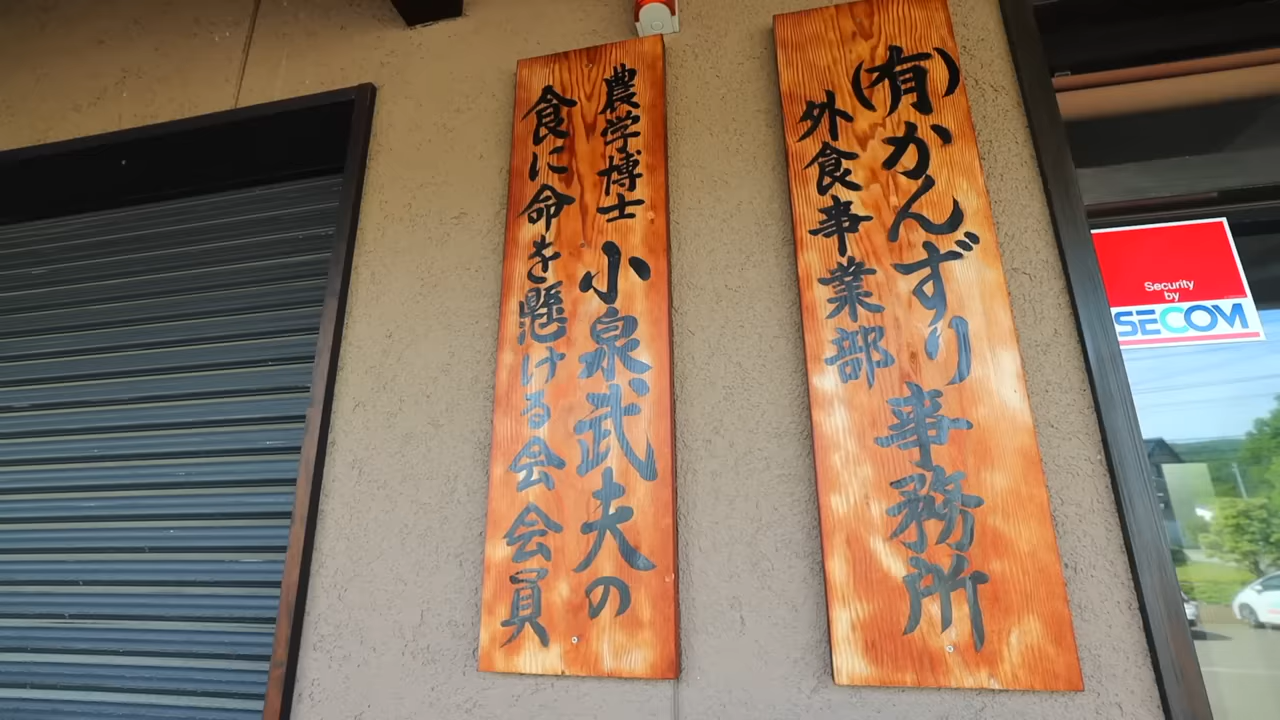 (有)かんずり事務所
外食事業部
農学博士 小泉武夫の
食に命を懸ける会会員
Security
by
SECOM